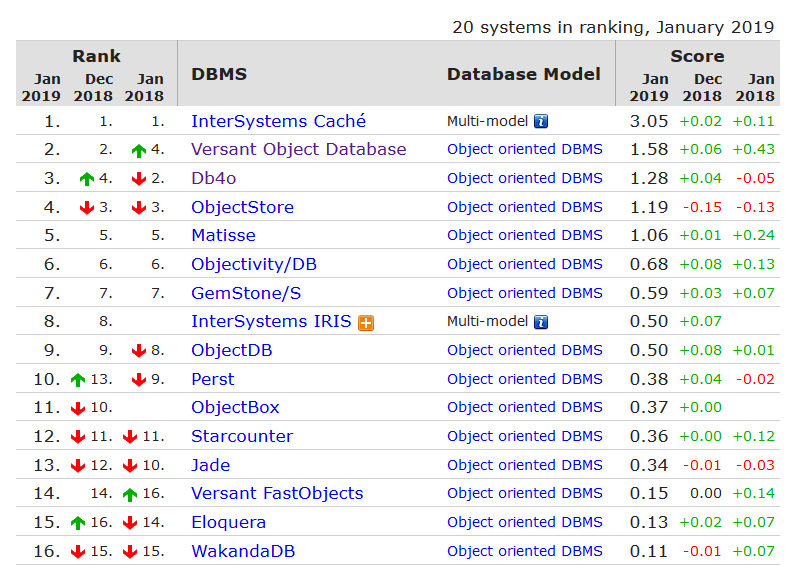 20 systems in ranking, January 2019
Rank DBMS Database Model Score
Jan 2019 Dec 2018 Jan 2018 Jan 2019 Dec 2018 Jan 2018
1. 1. 1. InterSystems Caché Multi-model i 3.05 +0.02 +0.11
2. 2. 4. Versant Object Database Object oriented DBMS 1.58 +0.06 +0.43
3. 4. 2. Db4o Object oriented DBMS 1.28 +0.04 -0.05
4. 3. 3. ObjectStore Object oriented DBMS 1.19 -0.15 -0.13
5. 5. 5. Matisse Object oriented DBMS 1.06 +0.01 +0.24
6. 6. 6. Objectivity/DB Object oriented DBMS 0.68 +0.08 +0.13
7. 7. 7. GemStone/S Object oriented DBMS 0.59 +0.03 +0.07
8. 8. InterSystems IRIS + Multi-model i 0.50 +0.07
9. 9. 8. ObjectDB Object oriented DBMS 0.50 +0.08 +0.01
10. 13. 9. Perst Object oriented DBMS 0.38 +0.04 -0.02
11. 10. ObjectBox Object oriented DBMS 0.37 +0.00
12. 11. 11. Starcounter Object oriented DBMS 0.36 +0.00 +0.12
13. 12. 10. Jade Object oriented DBMS 0.34 -0.01 -0.03
14. 14. 16. Versant FastObjects Object oriented DBMS 0.15 0.00 +0.14
15. 16. 14. Eloquera Object oriented DBMS 0.13 +0.02 +0.07
16. 15. 15. WakandaDB Object oriented DBMS 0.11 -0.01 +0.07